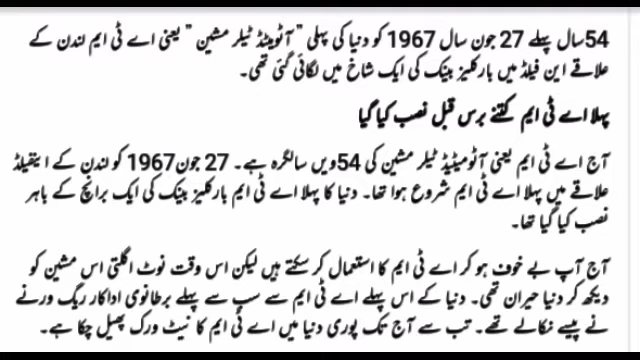 54سال پہلے 27 جون سال 1967 کو دنیا کی پہلی " آٹومیٹڈ ٹیلر مشین " یعنی اے ٹی ایم لندن کے
علاقے این فیلڈ میں بارکلیز بینک کی ایک شاخ میں لگائی گئی تھی۔
پہلا اے ٹی ایم کتنے برس قبل نصب کیا گیا
آج اے ٹی ایم یعنی آٹومیٹیڈ ٹیلر مشین کی 54ویں سالگرہ ہے۔ 27 جون1967 کو لندن کے اینفیلڈ
علاقے میں پہلا اے ٹی ایم شروع ہوا تھا۔ دنیا کا پہلا اے ٹی ایم بارکلیز بینک کی ایک برانچ کے باہر
نصب کیا گیا تھا۔
آج آپ بے خوف ہو کر اے ٹی ایم کا استعمال کر سکتے ہیں لیکن اس وقت نوٹ اگلتی اس مشین کو
دیکھ کر دنیا حیران تھی۔ دنیا کے اس پہلے اے ٹی ایم سے سب سے پہلے برطانوی اداکار ریگ ورنے
نے پیسے نکالے تھے۔ تب سے آج تک پوری دنیا میں اے ٹی ایم کا نیٹ ورک پھیل چکا ہے۔